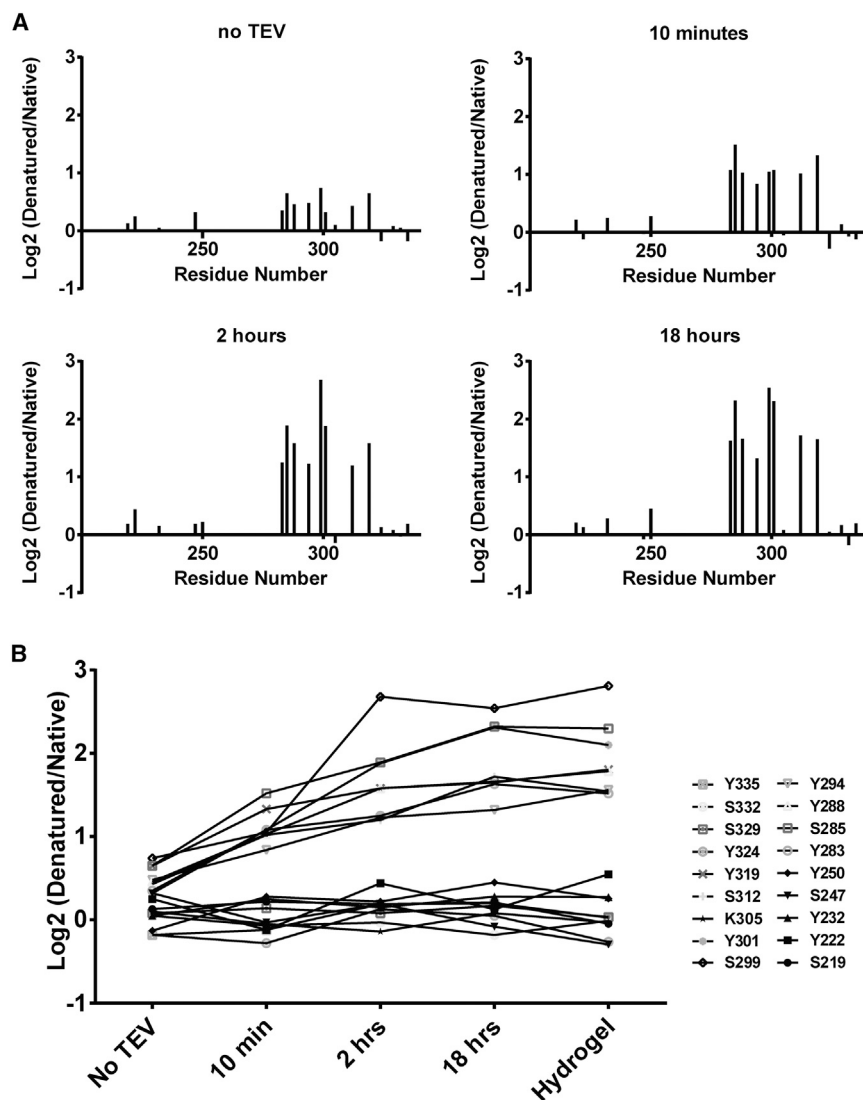 A
no TEV
3
2
1
0
-1
Log2 (Denatured/Native)
250
300
Residue Number
10 minutes
3
2
1
0
-1
Log2 (Denatured/Native)
250
300
Residue Number
2 hours
3
2
1
0
-1
Log2 (Denatured/Native)
250
300
Residue Number
18 hours
3
2
1
0
-1
Log2 (Denatured/Native)
250
300
Residue Number
B
3
2
1
0
-1
Log2 (Denatured/Native)
No TEV
10 min
2 hrs
18 hrs
Hydrogel
Y335
S332
S329
Y324
Y319
S312
K305
Y301
S299
Y294
Y288
S285
Y283
Y250
S247
Y232
Y222
S219